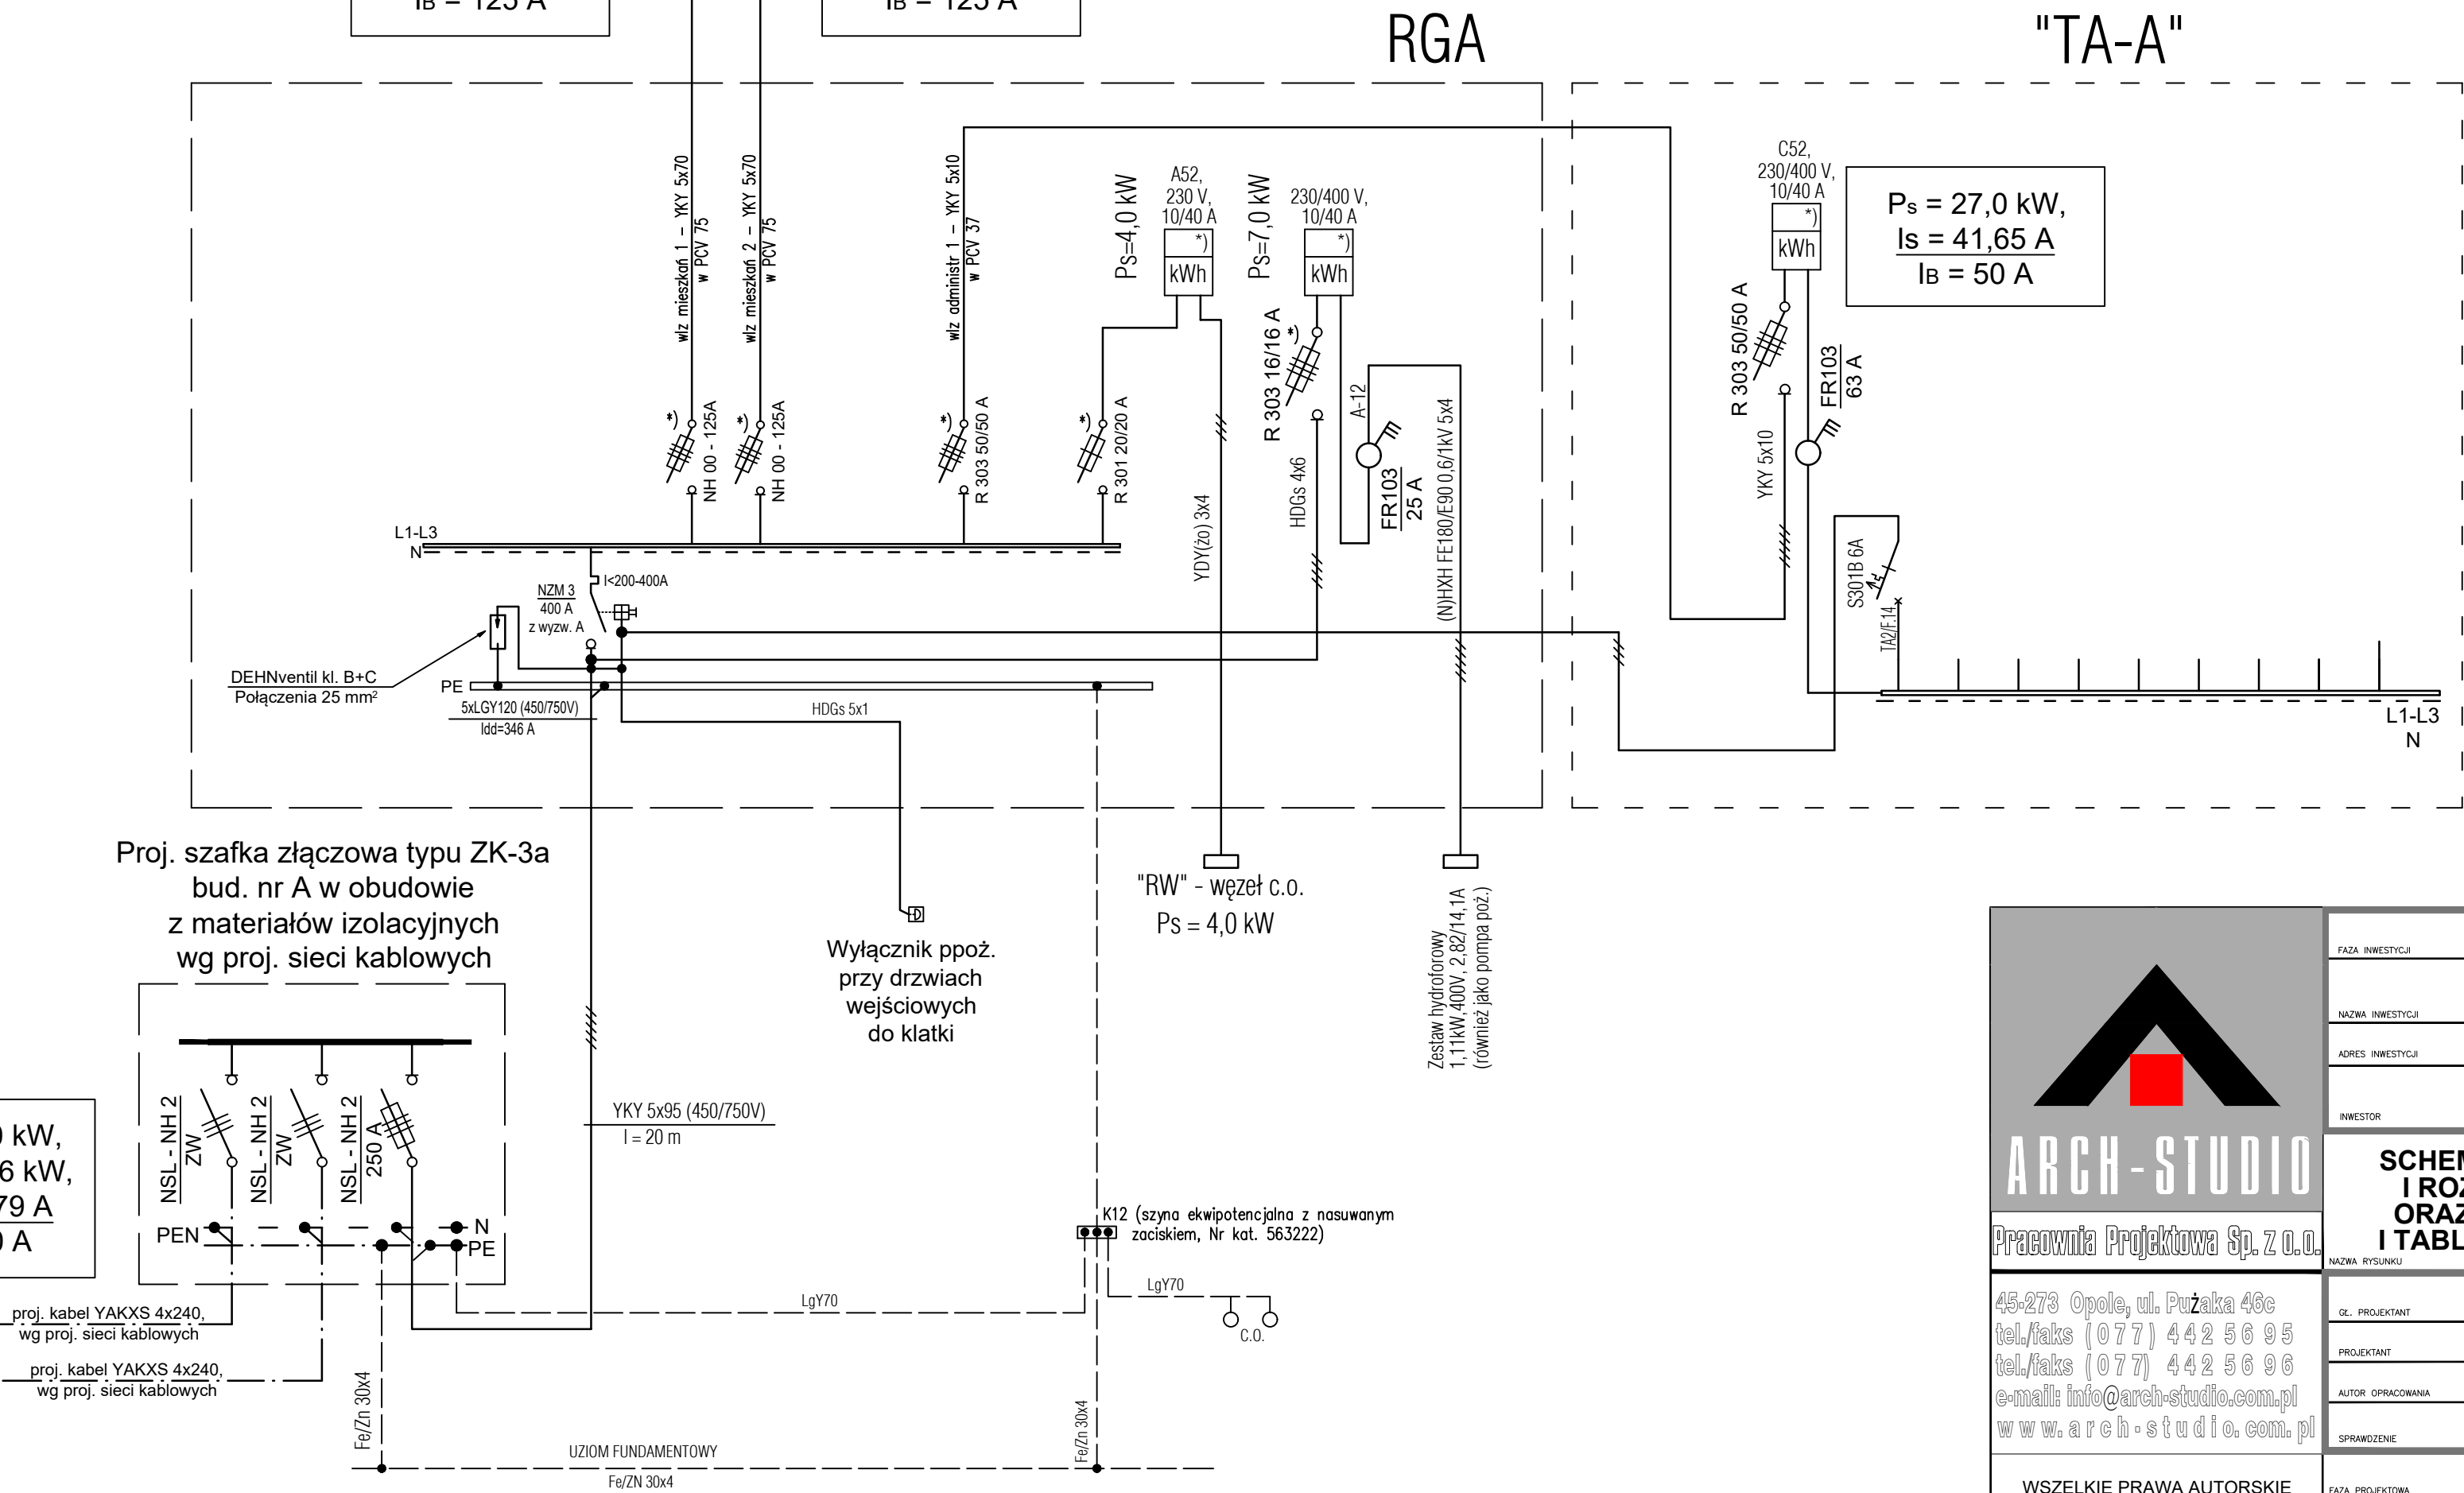 IB = 125 A
IB = 125 A
RGA
"TA-A"
wlz mieszkań 1 - YKY 5x70
w PCV 75
wlz mieszkań 2 - YKY 5x70
w PCV 75
wlz administr 1 - YKY 5x10
w PCV 37
Ps=4,0 kW
A52,
230 V,
10/40 A
*)
kWh
Ps=7,0 kW
230/400 V,
10/40 A
*)
kWh
C52,
230/400 V,
10/40 A
*)
kWh
Ps = 27,0 kW,
Is = 41,65 A
IB = 50 A
*)
NH 00 - 125A
*)
NH 00 - 125A
*)
R 303 50/50 A
*)
R 301 20/20 A
R 303 16/16 A
*)
HDGs 4x6
A-12
FR103
25 A
YDY(żo) 3x4
(N)HXH FE180/E90 0,6/1kV 5x4
R 303 50/50 A
FR103
63 A
YKY 5x10
S301B 6A
TA2/F.14
L1-L3
N
L1-L3
N
NZM 3
400 A
z wyzw. A
I<200-400A
DEHNventil kl. B+C
Połączenia 25 mm²
PE
5xLGY120 (450/750V)
Idd=346 A
HDGs 5x1
Proj. szafka złączowa typu ZK-3a
bud. nr A w obudowie
z materiałów izolacyjnych
wg proj. sieci kablowych
Wyłącznik ppoż.
przy drzwiach
wejściowych
do klatki
"RW" - węzeł c.o.
Ps = 4,0 kW
Zestaw hydroforowy
1,11kW,400V, 2,82/14,1A
(również jako pompa poż.)
kW,
6 kW,
79 A
A
NSL - NH 2
ZW
NSL - NH 2
ZW
NSL - NH 2
250 A
PEN
N
PE
YKY 5x95 (450/750V)
l = 20 m
K12 (szyna ekwipotencjalna z nasuwanym
zaciskiem, Nr kat. 563222)
LgY70
LgY70
C.O.
proj. kabel YAKXS 4x240,
wg proj. sieci kablowych
proj. kabel YAKXS 4x240,
wg proj. sieci kablowych
Fe/Zn 30x4
Fe/Zn 30x4
UZIOM FUNDAMENTOWY
Fe/ZN 30x4
ARCH-STUDIO
Pracownia Projektowa Sp. z o.o.
45-273 Opole, ul. Pużaka 46c
tel./faks (077) 442 56 95
tel./faks (077) 442 56 96
e-mail: info@arch-studio.com.pl
www.arch-studio.com.pl
WSZELKIE PRAWA AUTORSKIE
FAZA INWESTYCJI
NAZWA INWESTYCJI
ADRES INWESTYCJI
INWESTOR
SCHEM
I ROZ
ORAZ
I TABL
NAZWA RYSUNKU
GŁ. PROJEKTANT
PROJEKTANT
AUTOR OPRACOWANIA
SPRAWDZENIE
FAZA PROJEKTOWA